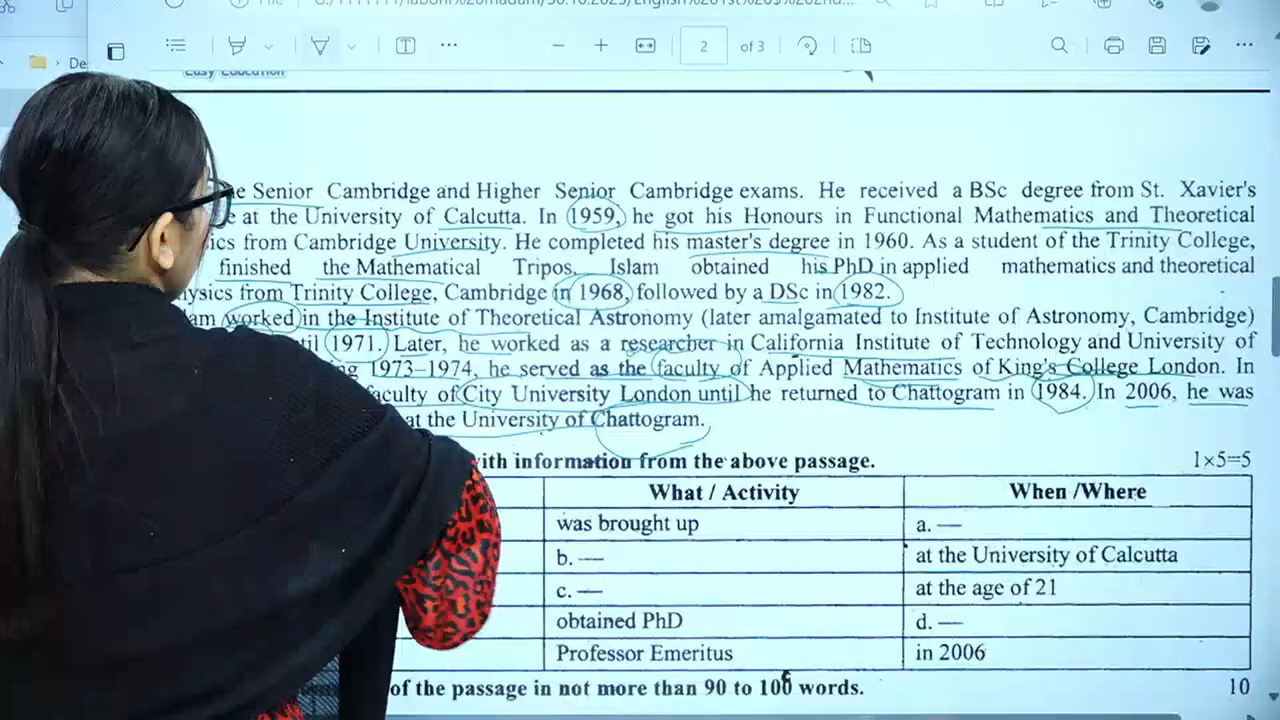 2 of 3
Easy Education
Senior Cambridge and Higher Senior Cambridge exams. He received a BSc degree from St. Xavier's
at the University of Calcutta. In 1959, he got his Honours in Functional Mathematics and Theoretical
from Cambridge University. He completed his master's degree in 1960. As a student of the Trinity College,
finished the Mathematical Tripos. Islam obtained his PhD in applied mathematics and theoretical
from Trinity College, Cambridge in 1968, followed by a DSc in 1982.
worked in the Institute of Theoretical Astronomy (later amalgamated to Institute of Astronomy, Cambridge)
1971. Later, he worked as a researcher in California Institute of Technology and University of
1973–1974, he served as the faculty of Applied Mathematics of King's College London. In
of City University London until he returned to Chattogram in 1984. In 2006, he was
at the University of Chattogram.
with information from the above passage. 1×5=5
What / Activity When /Where
was brought up a. —
b. — at the University of Calcutta
c. — at the age of 21
obtained PhD d. —
Professor Emeritus in 2006
of the passage in not more than 90 to 100 words. 10